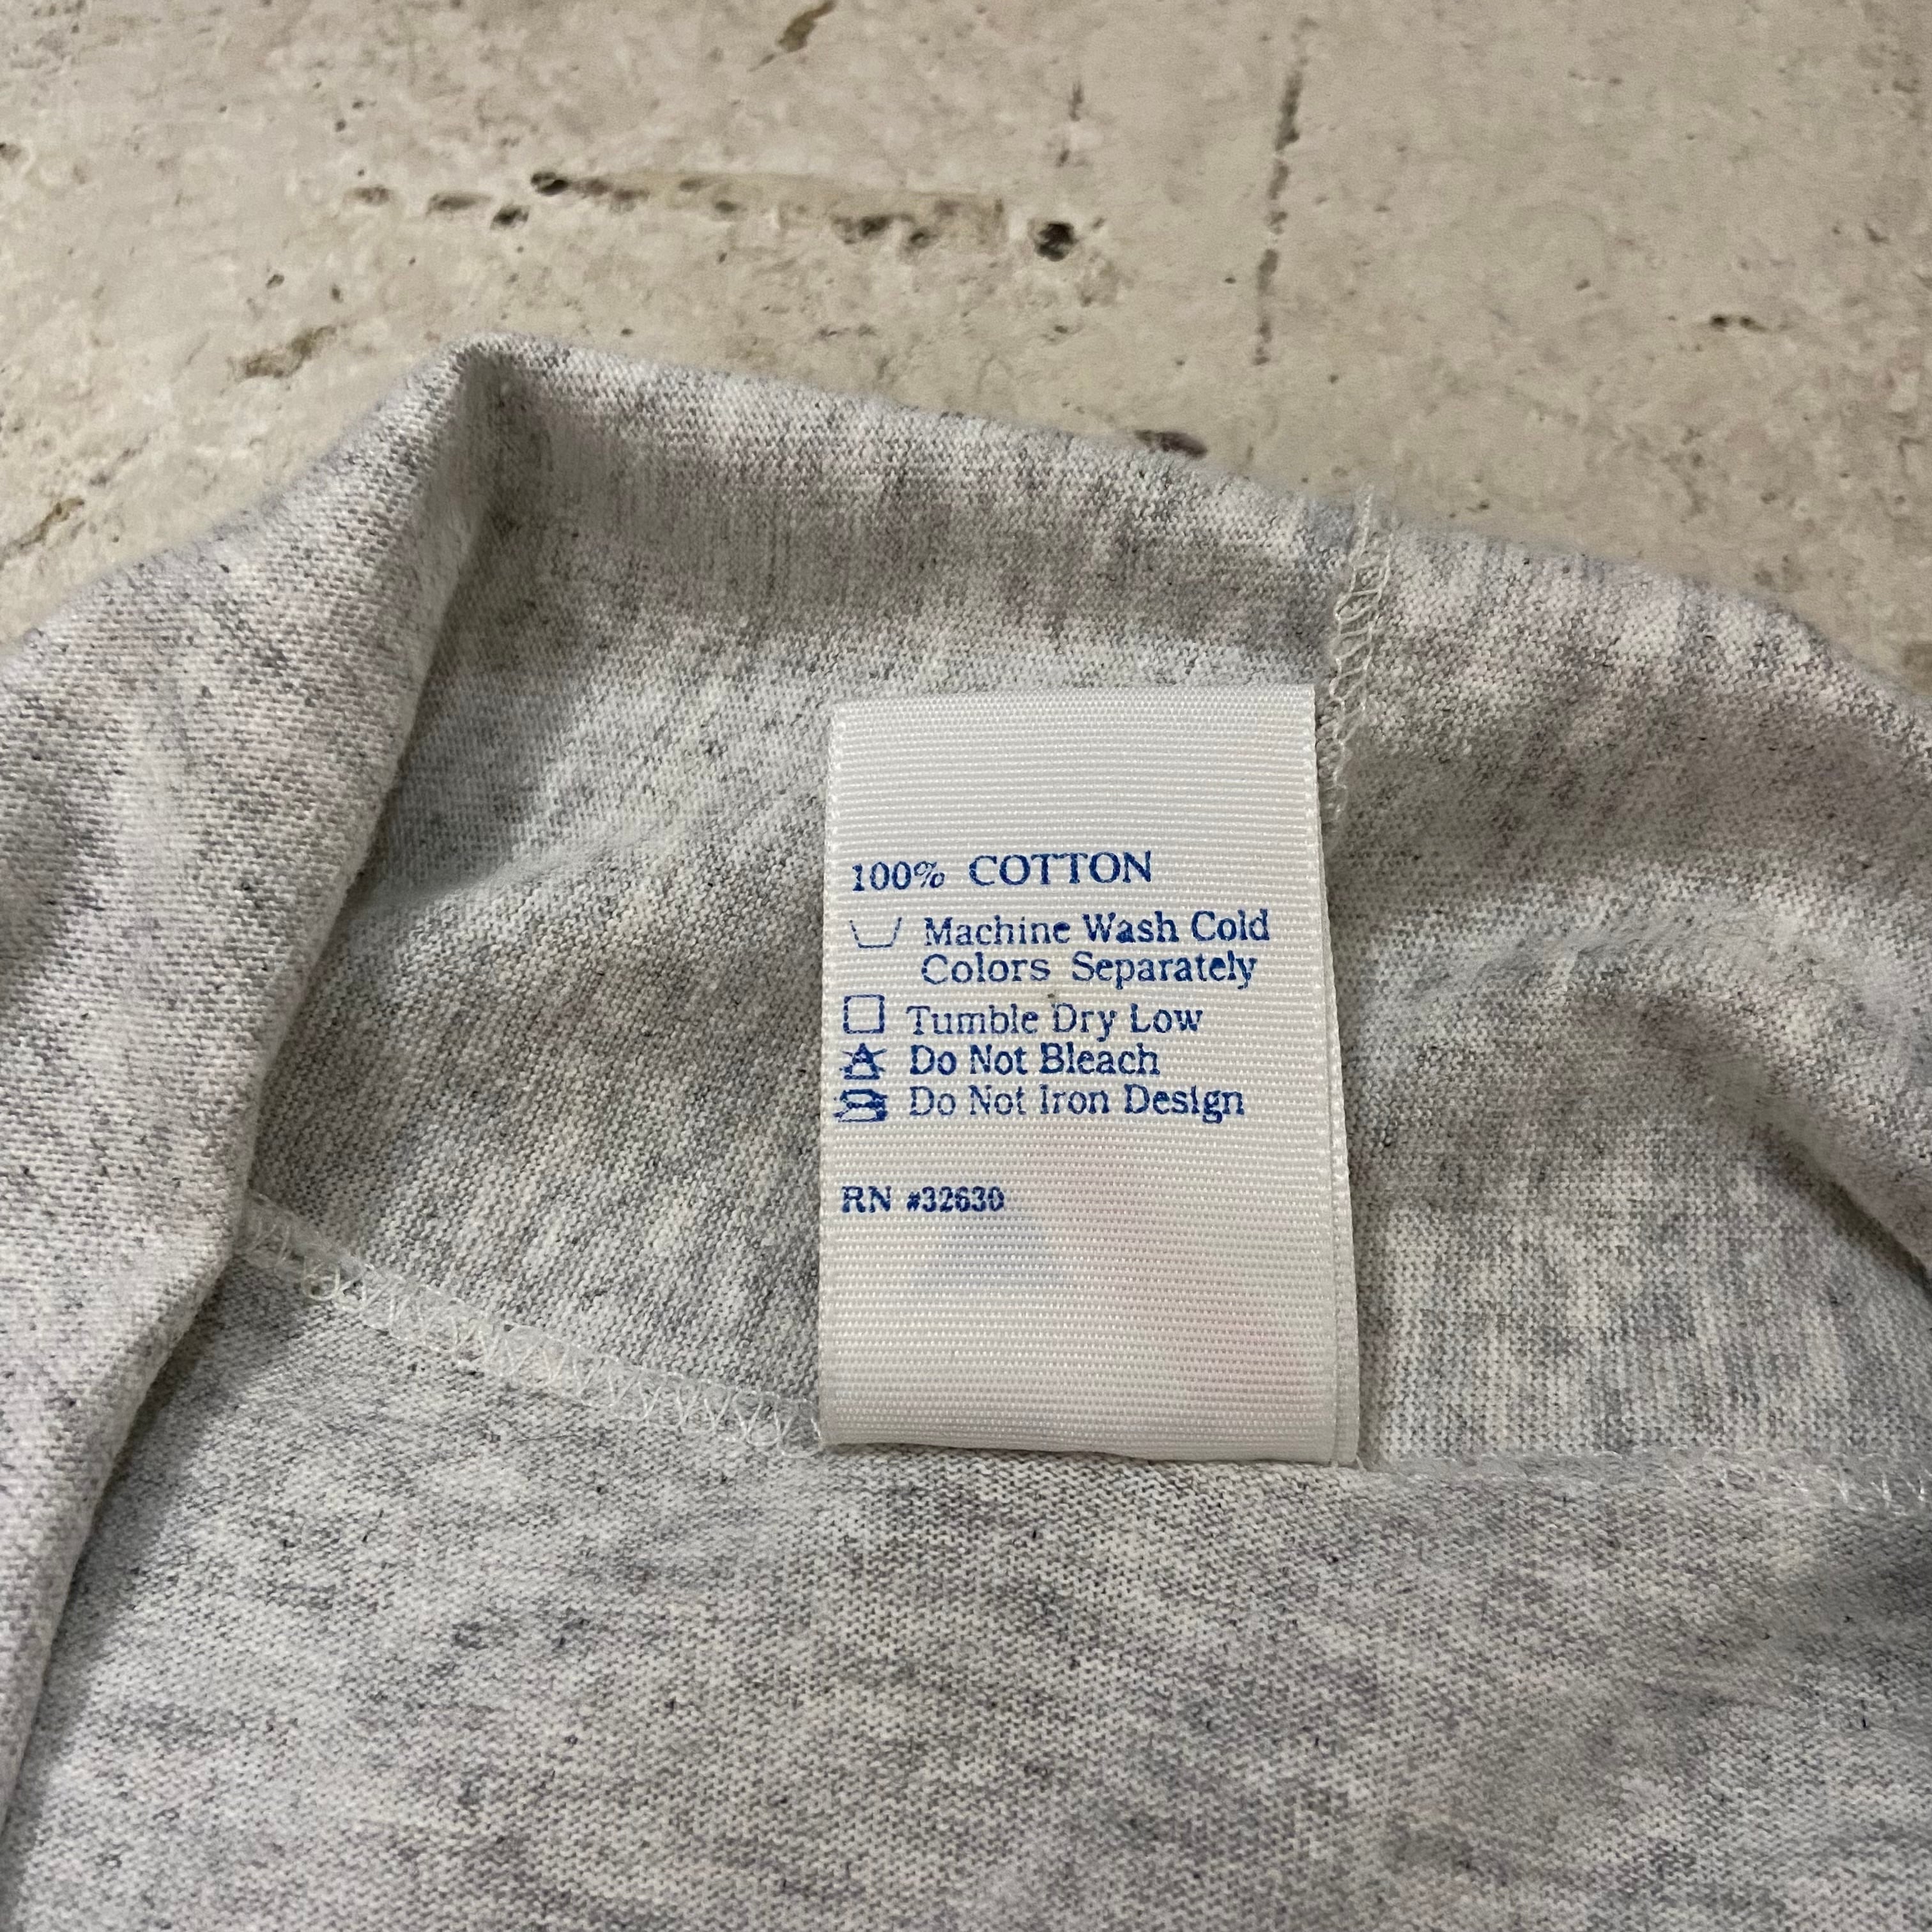 100% COTTON
Machine Wash Cold
Colors Separately
Tumble Dry Low
Do Not Bleach
Do Not Iron Design
RN #32630